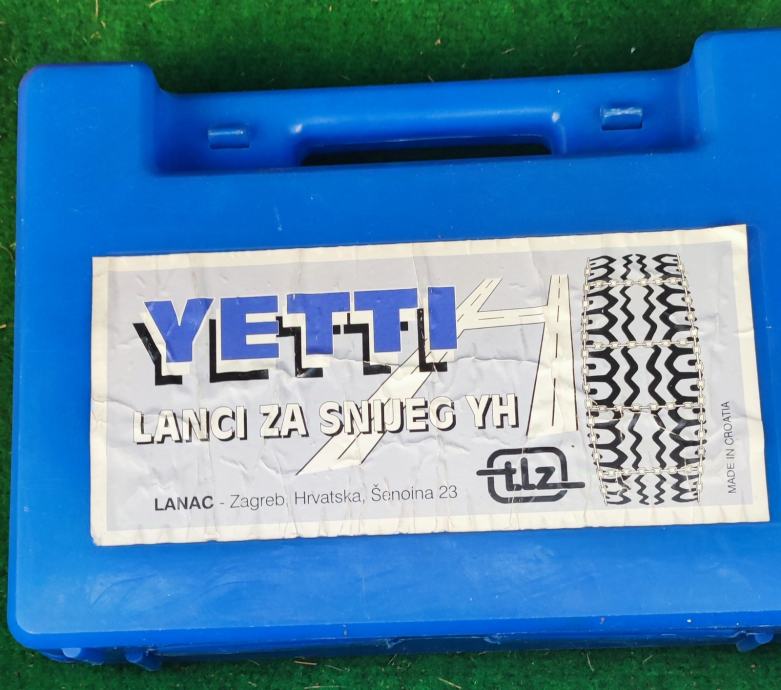 YETTI
LANCI ZA SNIJEG YH
tlz
LANAC - Zagreb, Hrvatska, Šenoina 23
MADE IN CROATIA